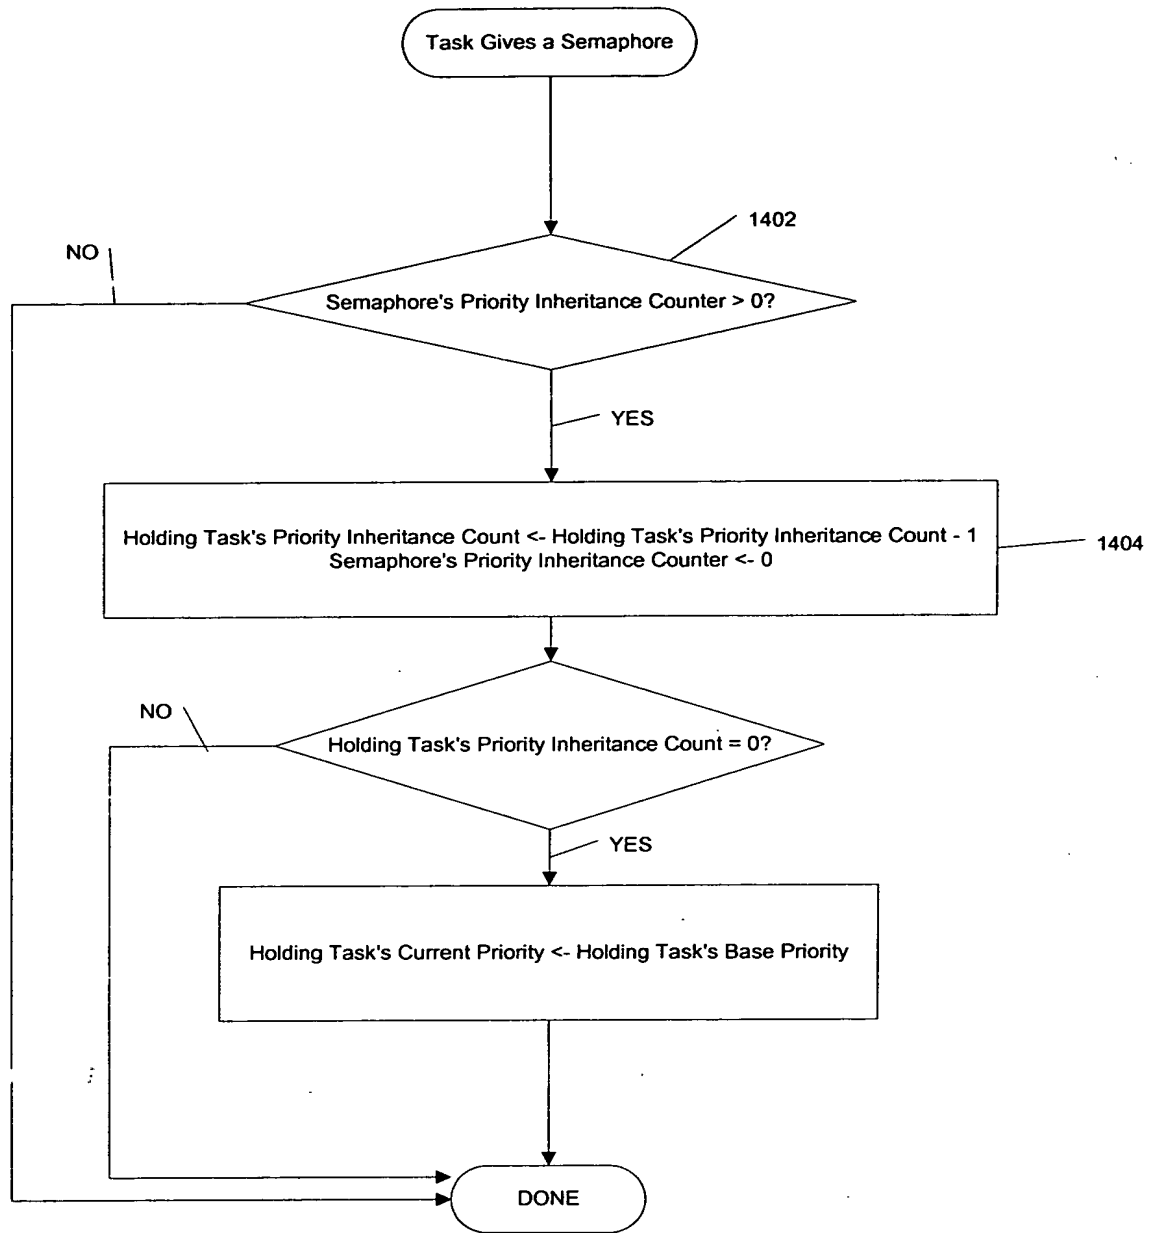 Task Gives a Semaphore
1402
NO
Semaphore's Priority Inheritance Counter > 0?
YES
Holding Task's Priority Inheritance Count <- Holding Task's Priority Inheritance Count - 1
Semaphore's Priority Inheritance Counter <- 0
1404
NO
Holding Task's Priority Inheritance Count = 0?
YES
Holding Task's Current Priority <- Holding Task's Base Priority
DONE